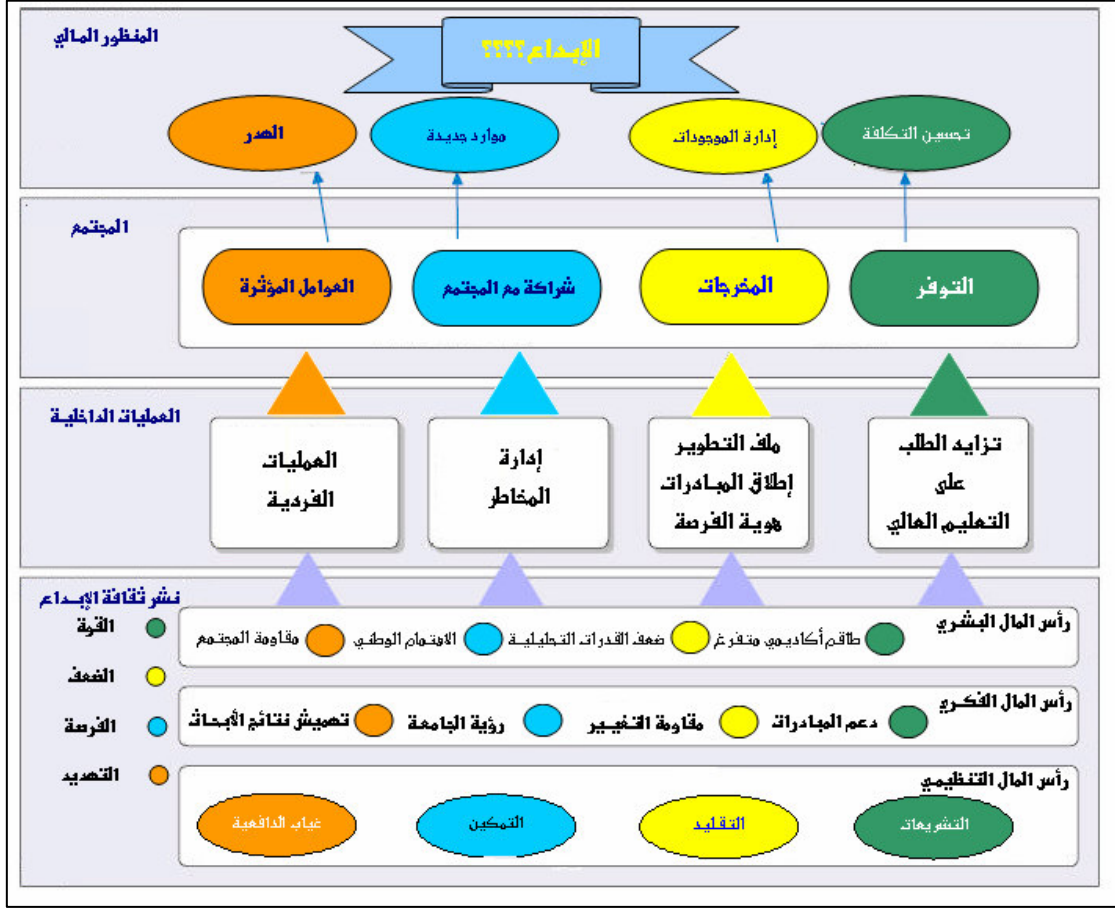 المنظور المالي
الإبداع؟؟؟؟
تحسين التكلفة
إدارة الموجودات
موارد جديدة
الهدر
المجتمع
التوفر
المخرجات
شراكة مع المجتمع
العوامل المؤثرة
العمليات الداخلية
تزايد الطلب
على
التعليم العالي
ملف التطوير
إطلاق المبادرات
هوية الفرصة
إدارة
المخاطر
العمليات
الفردية
نشر ثقافة الإبداع
القوة
الضعف
الفرصة
التهديد
رأس المال البشري
طاقم أكاديمي متفرغ
ضعف القدرات التحليلية
الاهتمام الوطني
مقاومة المجتمع
رأس المال الفكري
دعم المبادرات
مقاومة التغيير
رؤية الجامعة
تهميش نتائج الأبحاث
رأس المال التنظيمي
التشريعات
التقليد
التمكين
غياب الدافعية